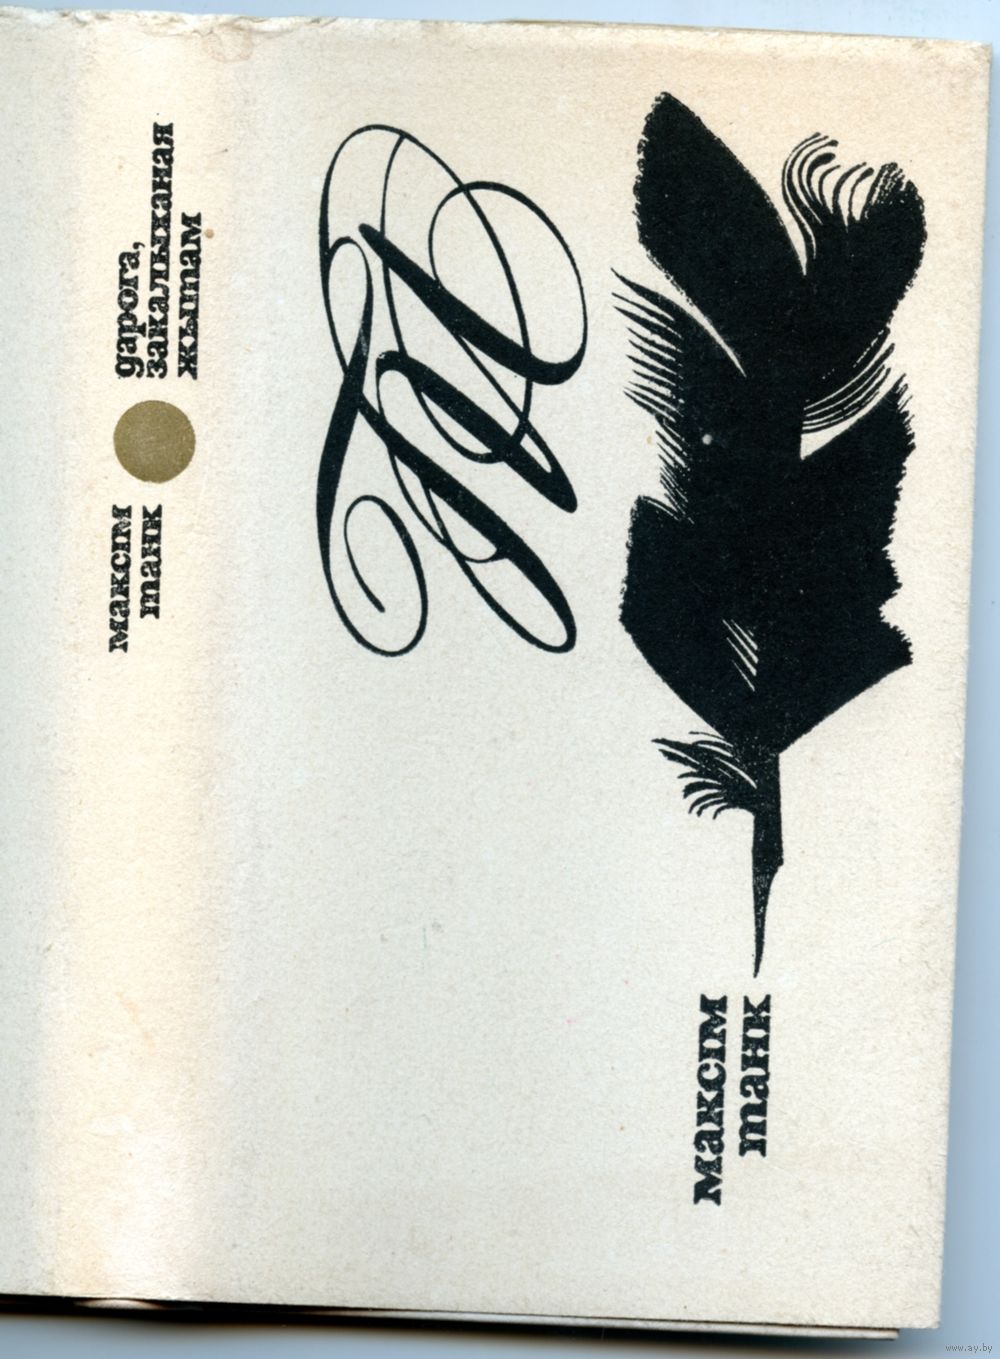 максім
танк
дарога,
закалыханая
жытам
максім
танк
www.ay.by